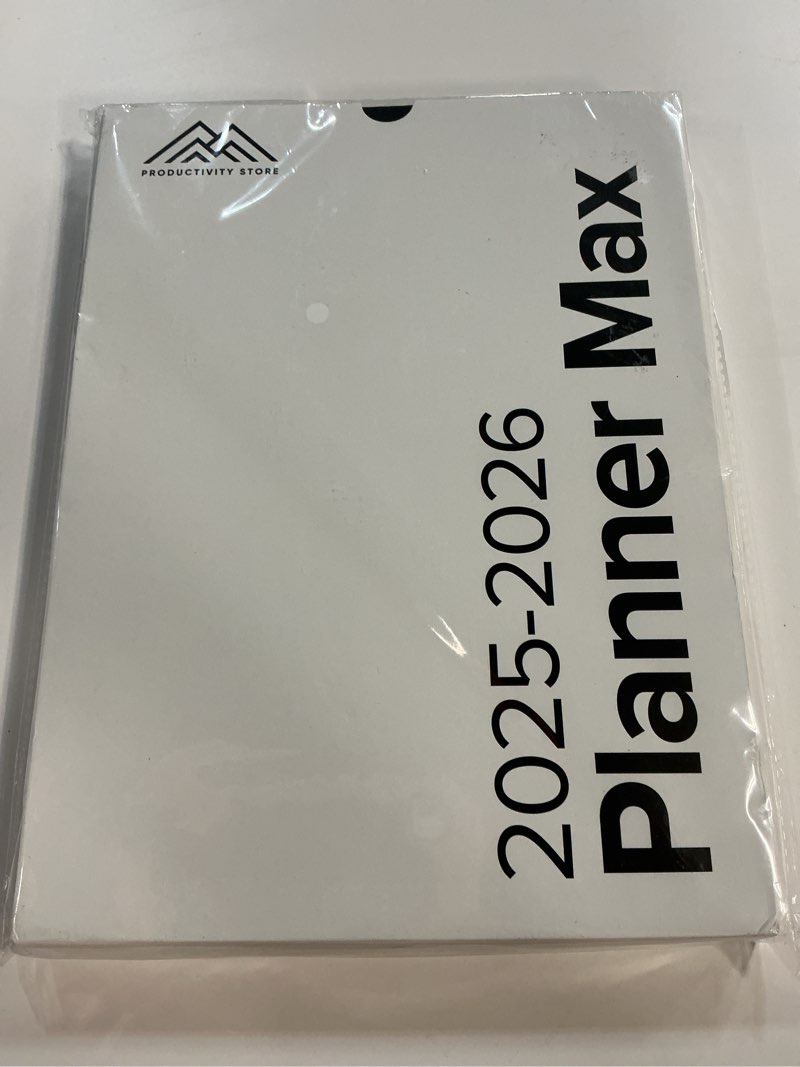 PRODUCTIVITY STORE
2025-2026
Planner Max